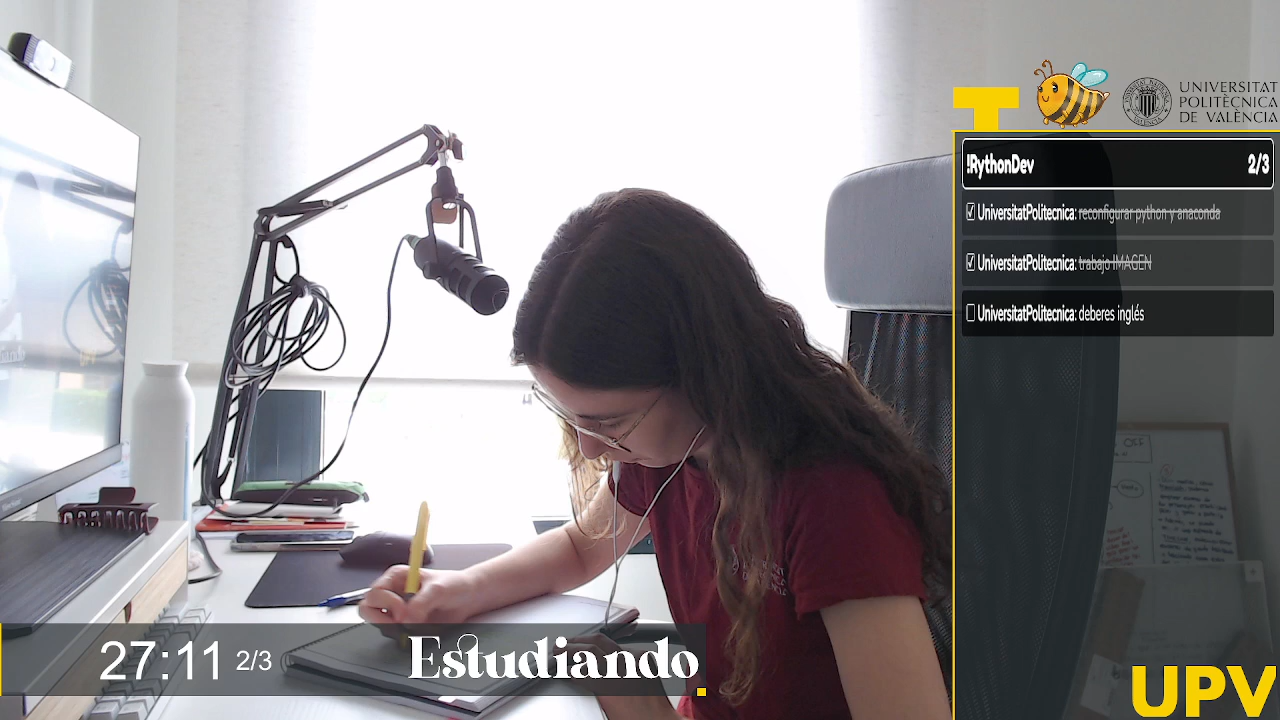 T
UNIVERSITAT
POLITÈCNICA
DE VALÈNCIA
!RythonDev 2/3
UniversitatPolitecnica: reconfigurar python y anaconda
UniversitatPolitecnica: trabajo IMAGEN
UniversitatPolitecnica: deberes inglés
27:11 2/3 Estudiando
UPV